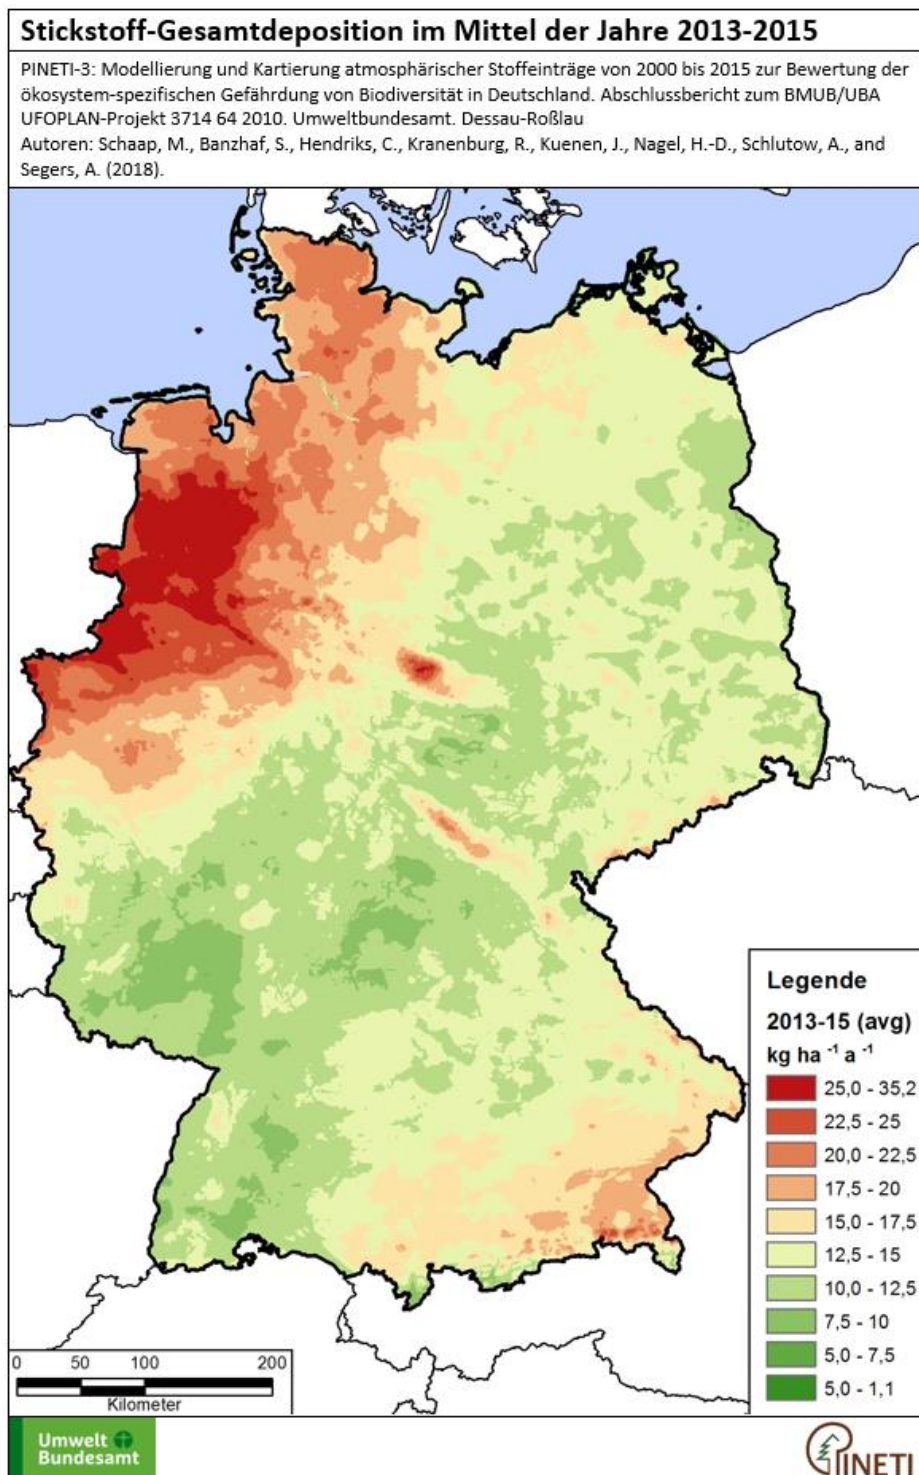 Stickstoff-Gesamtdeposition im Mittel der Jahre 2013-2015
PINETI-3: Modellierung und Kartierung atmosphärischer Stoffeinträge von 2000 bis 2015 zur Bewertung der
ökosystem-spezifischen Gefährdung von Biodiversität in Deutschland. Abschlussbericht zum BMUB/UBA
UFOPLAN-Projekt 3714 64 2010. Umweltbundesamt. Dessau-Roßlau
Autoren: Schaap, M., Banzhaf, S., Hendriks, C., Kranenburg, R., Kuenen, J., Nagel, H.-D., Schlutow, A., and
Segers, A. (2018).
Legende
2013-15 (avg)
kg ha ⁻¹ a ⁻¹
25,0 - 35,2
22,5 - 25
20,0 - 22,5
17,5 - 20
15,0 - 17,5
12,5 - 15
10,0 - 12,5
7,5 - 10
5,0 - 7,5
5,0 - 1,1
0 50 100 200
Kilometer
Umwelt
Bundesamt
PINETI